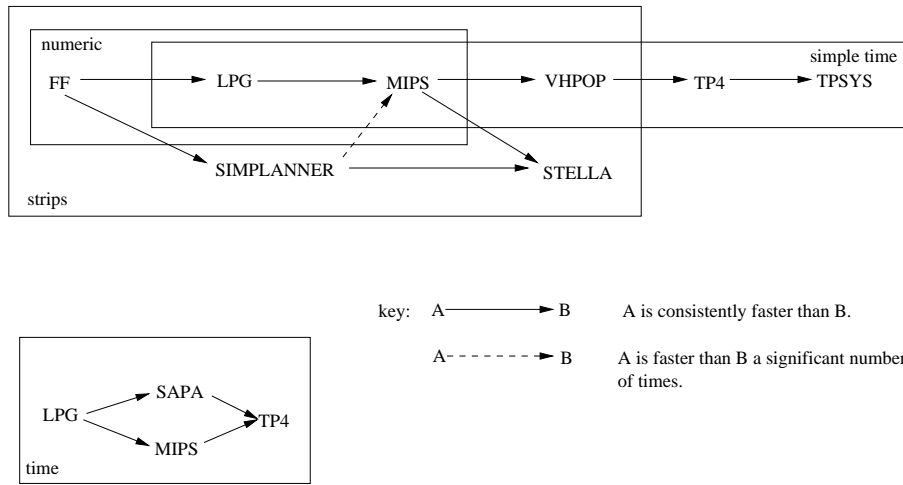 numeric
simple time
FF
LPG
MIPS
VHPOP
TP4
TPSYS
SIMPLANNER
STELLA
strips
key: A B A is consistently faster than B.
A B A is faster than B a significant number
of times.
SAPA
LPG
TP4
MIPS
time